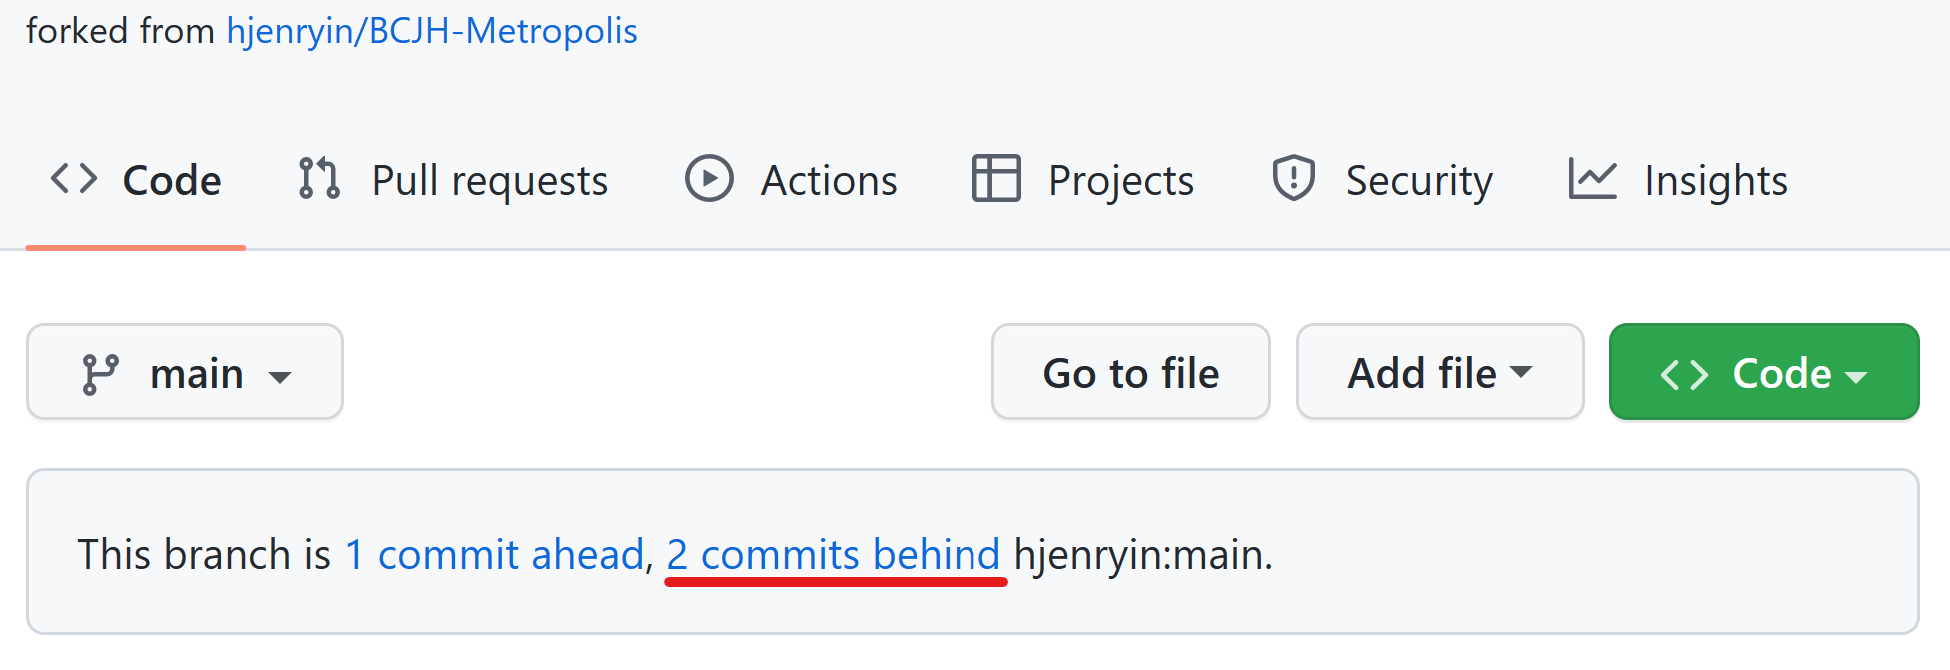 forked from hjenryin/BCJH-Metropolis
Code Pull requests Actions Projects Security Insights
main Go to file Add file Code
This branch is 1 commit ahead, 2 commits behind hjenryin:main.